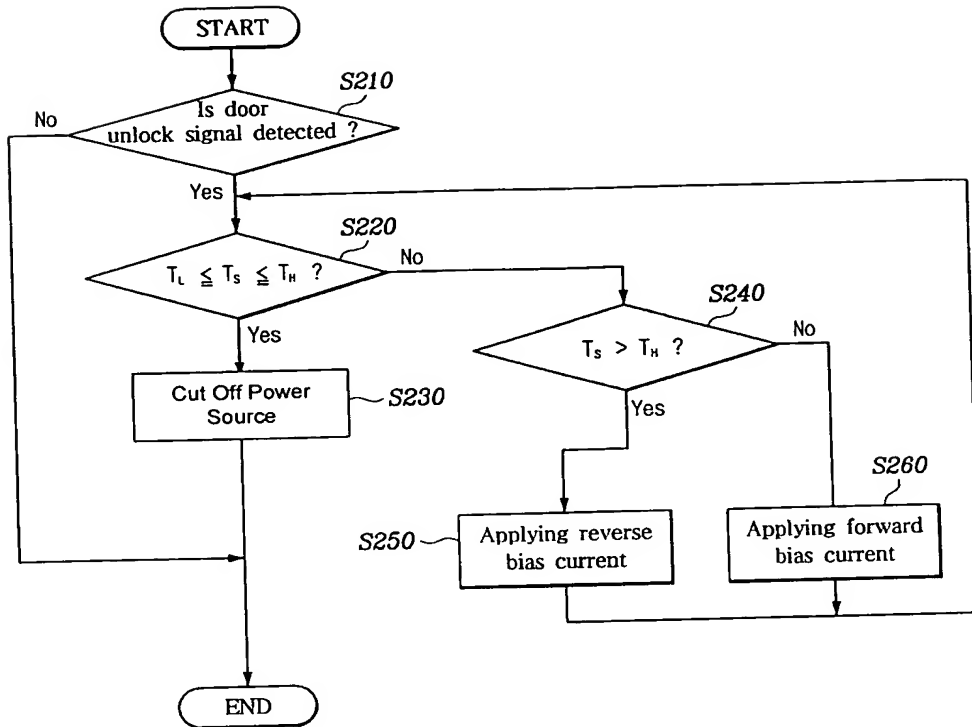 START
S210
Is door
unlock signal detected ?
No
Yes
S220
T_L ≦ T_S ≦ T_H ?
No
Yes
S240
T_S > T_H ?
No
Yes
Cut Off Power
Source
S230
S260
S250
Applying reverse
bias current
Applying forward
bias current
END